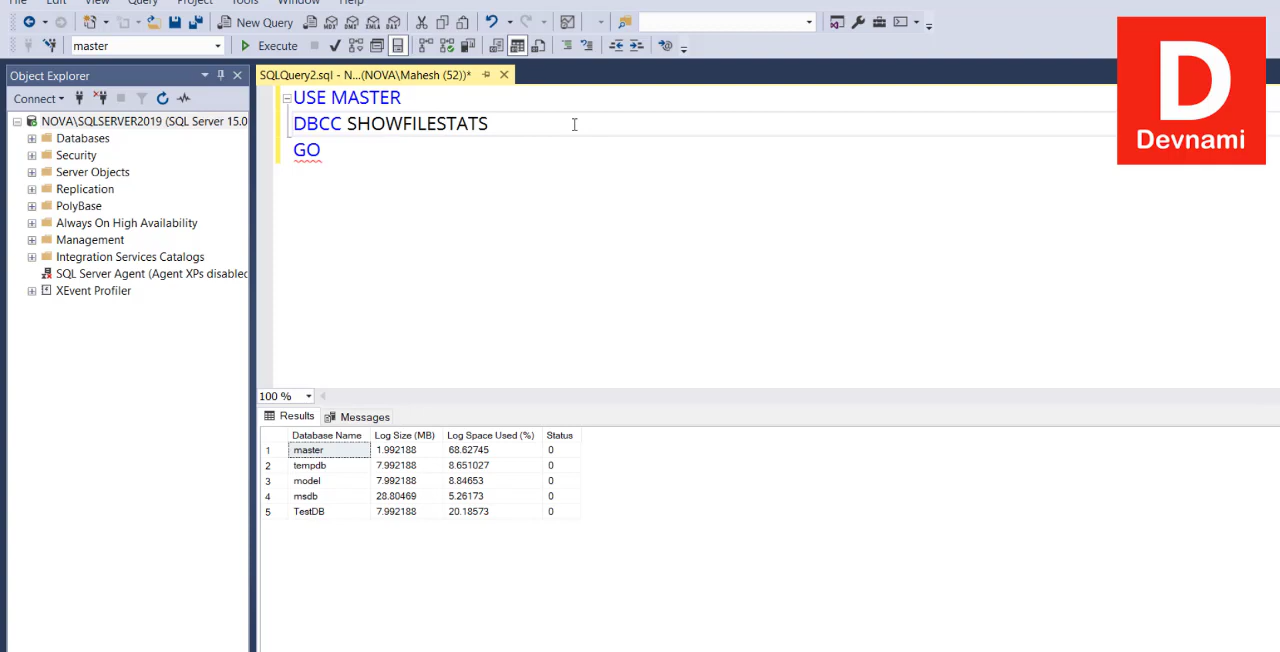 File Edit View Query Project Tools Window Help
New Query
MDX DMX XMLA DAX
master Execute
Object Explorer
Connect
NOVA\SQLSERVER2019 (SQL Server 15.0
Databases
Security
Server Objects
Replication
PolyBase
Always On High Availability
Management
Integration Services Catalogs
SQL Server Agent (Agent XPs disabled
XEvent Profiler
SQLQuery2.sql - N...(NOVA\Mahesh (52))*
USE MASTER
DBCC SHOWFILESTATS
GO
D
Devnami
100 %
Results Messages
Database Name Log Size (MB) Log Space Used (%) Status
1 master 1.992188 68.62745 0
2 tempdb 7.992188 8.651027 0
3 model 7.992188 8.84653 0
4 msdb 28.80469 5.26173 0
5 TestDB 7.992188 20.18573 0